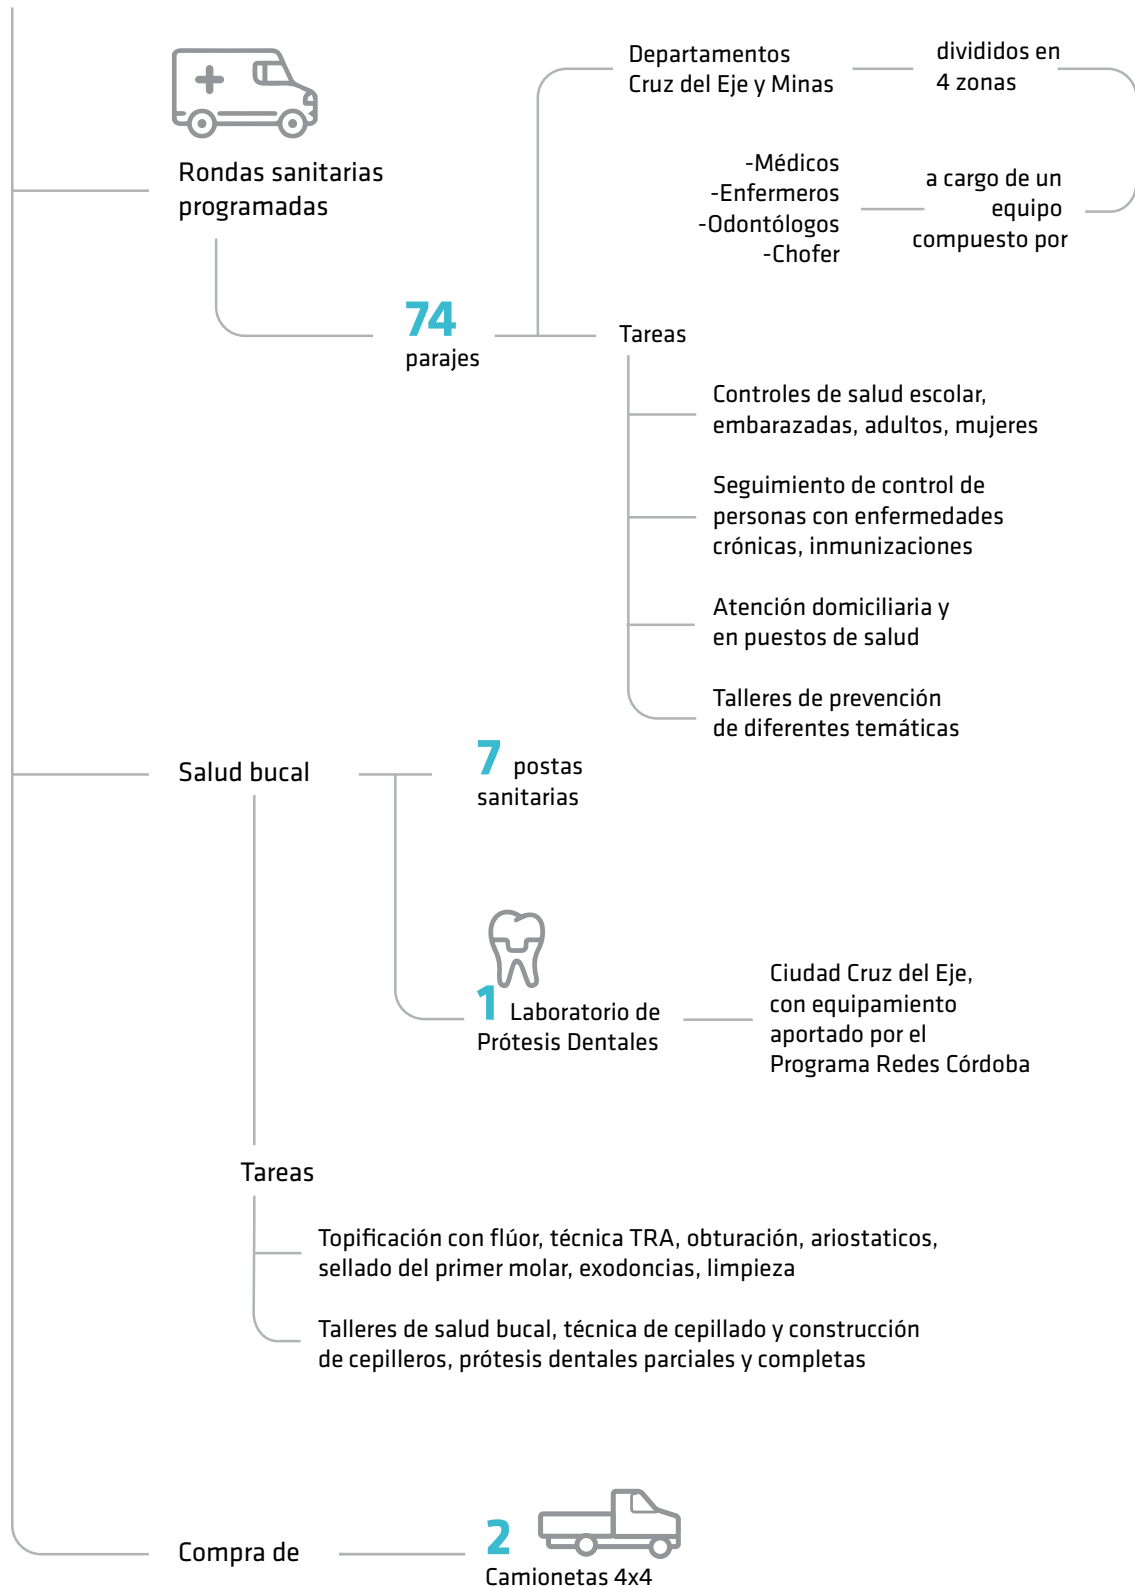 Rondas sanitarias
programadas
74
parajes
Departamentos
Cruz del Eje y Minas
divididos en
4 zonas
a cargo de un
equipo
compuesto por
-Médicos
-Enfermeros
-Odontólogos
-Chofer
Tareas
Controles de salud escolar,
embarazadas, adultos, mujeres
Seguimiento de control de
personas con enfermedades
crónicas, inmunizaciones
Atención domiciliaria y
en puestos de salud
Talleres de prevención
de diferentes temáticas
Salud bucal
7 postas
sanitarias
1 Laboratorio de
Prótesis Dentales
Ciudad Cruz del Eje,
con equipamiento
aportado por el
Programa Redes Córdoba
Tareas
Topificación con flúor, técnica TRA, obturación, ariostaticos,
sellado del primer molar, exodoncias, limpieza
Talleres de salud bucal, técnica de cepillado y construcción
de cepilleros, prótesis dentales parciales y completas
Compra de
2
Camionetas 4x4